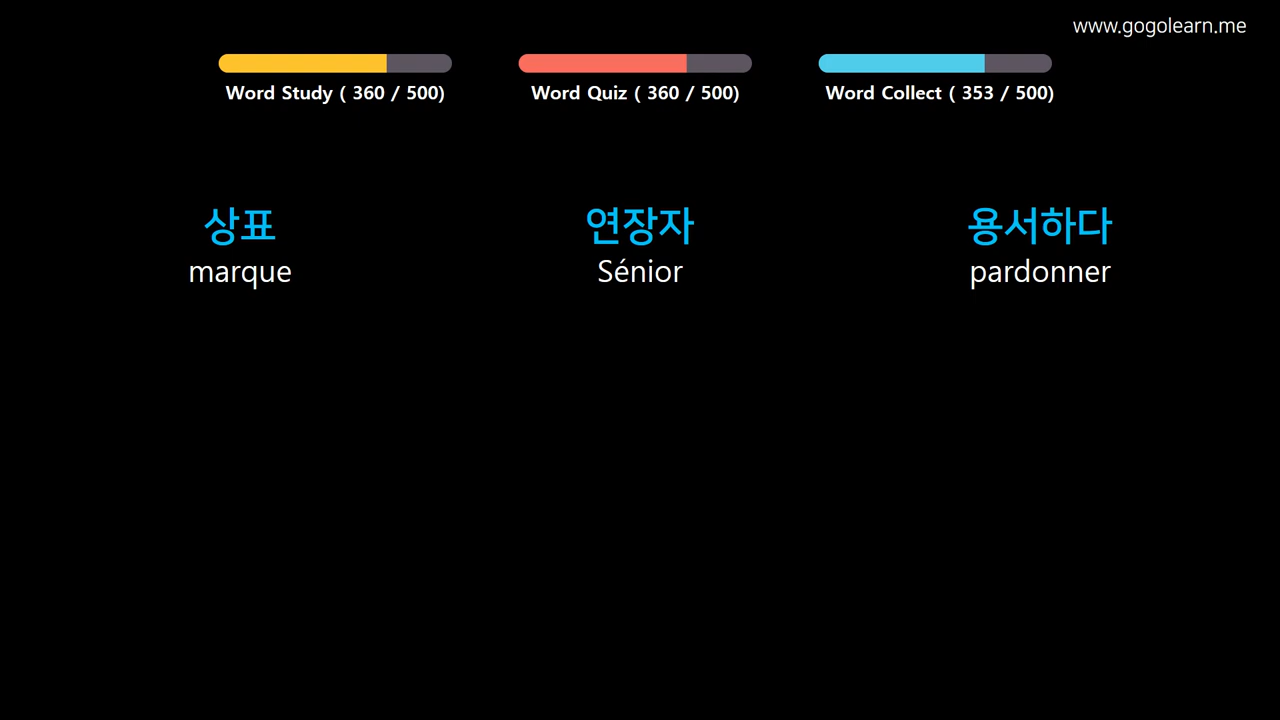 www.gogolearn.me
Word Study ( 360 / 500)
Word Quiz ( 360 / 500)
Word Collect ( 353 / 500)
상표
marque
연장자
Sénior
용서하다
pardonner